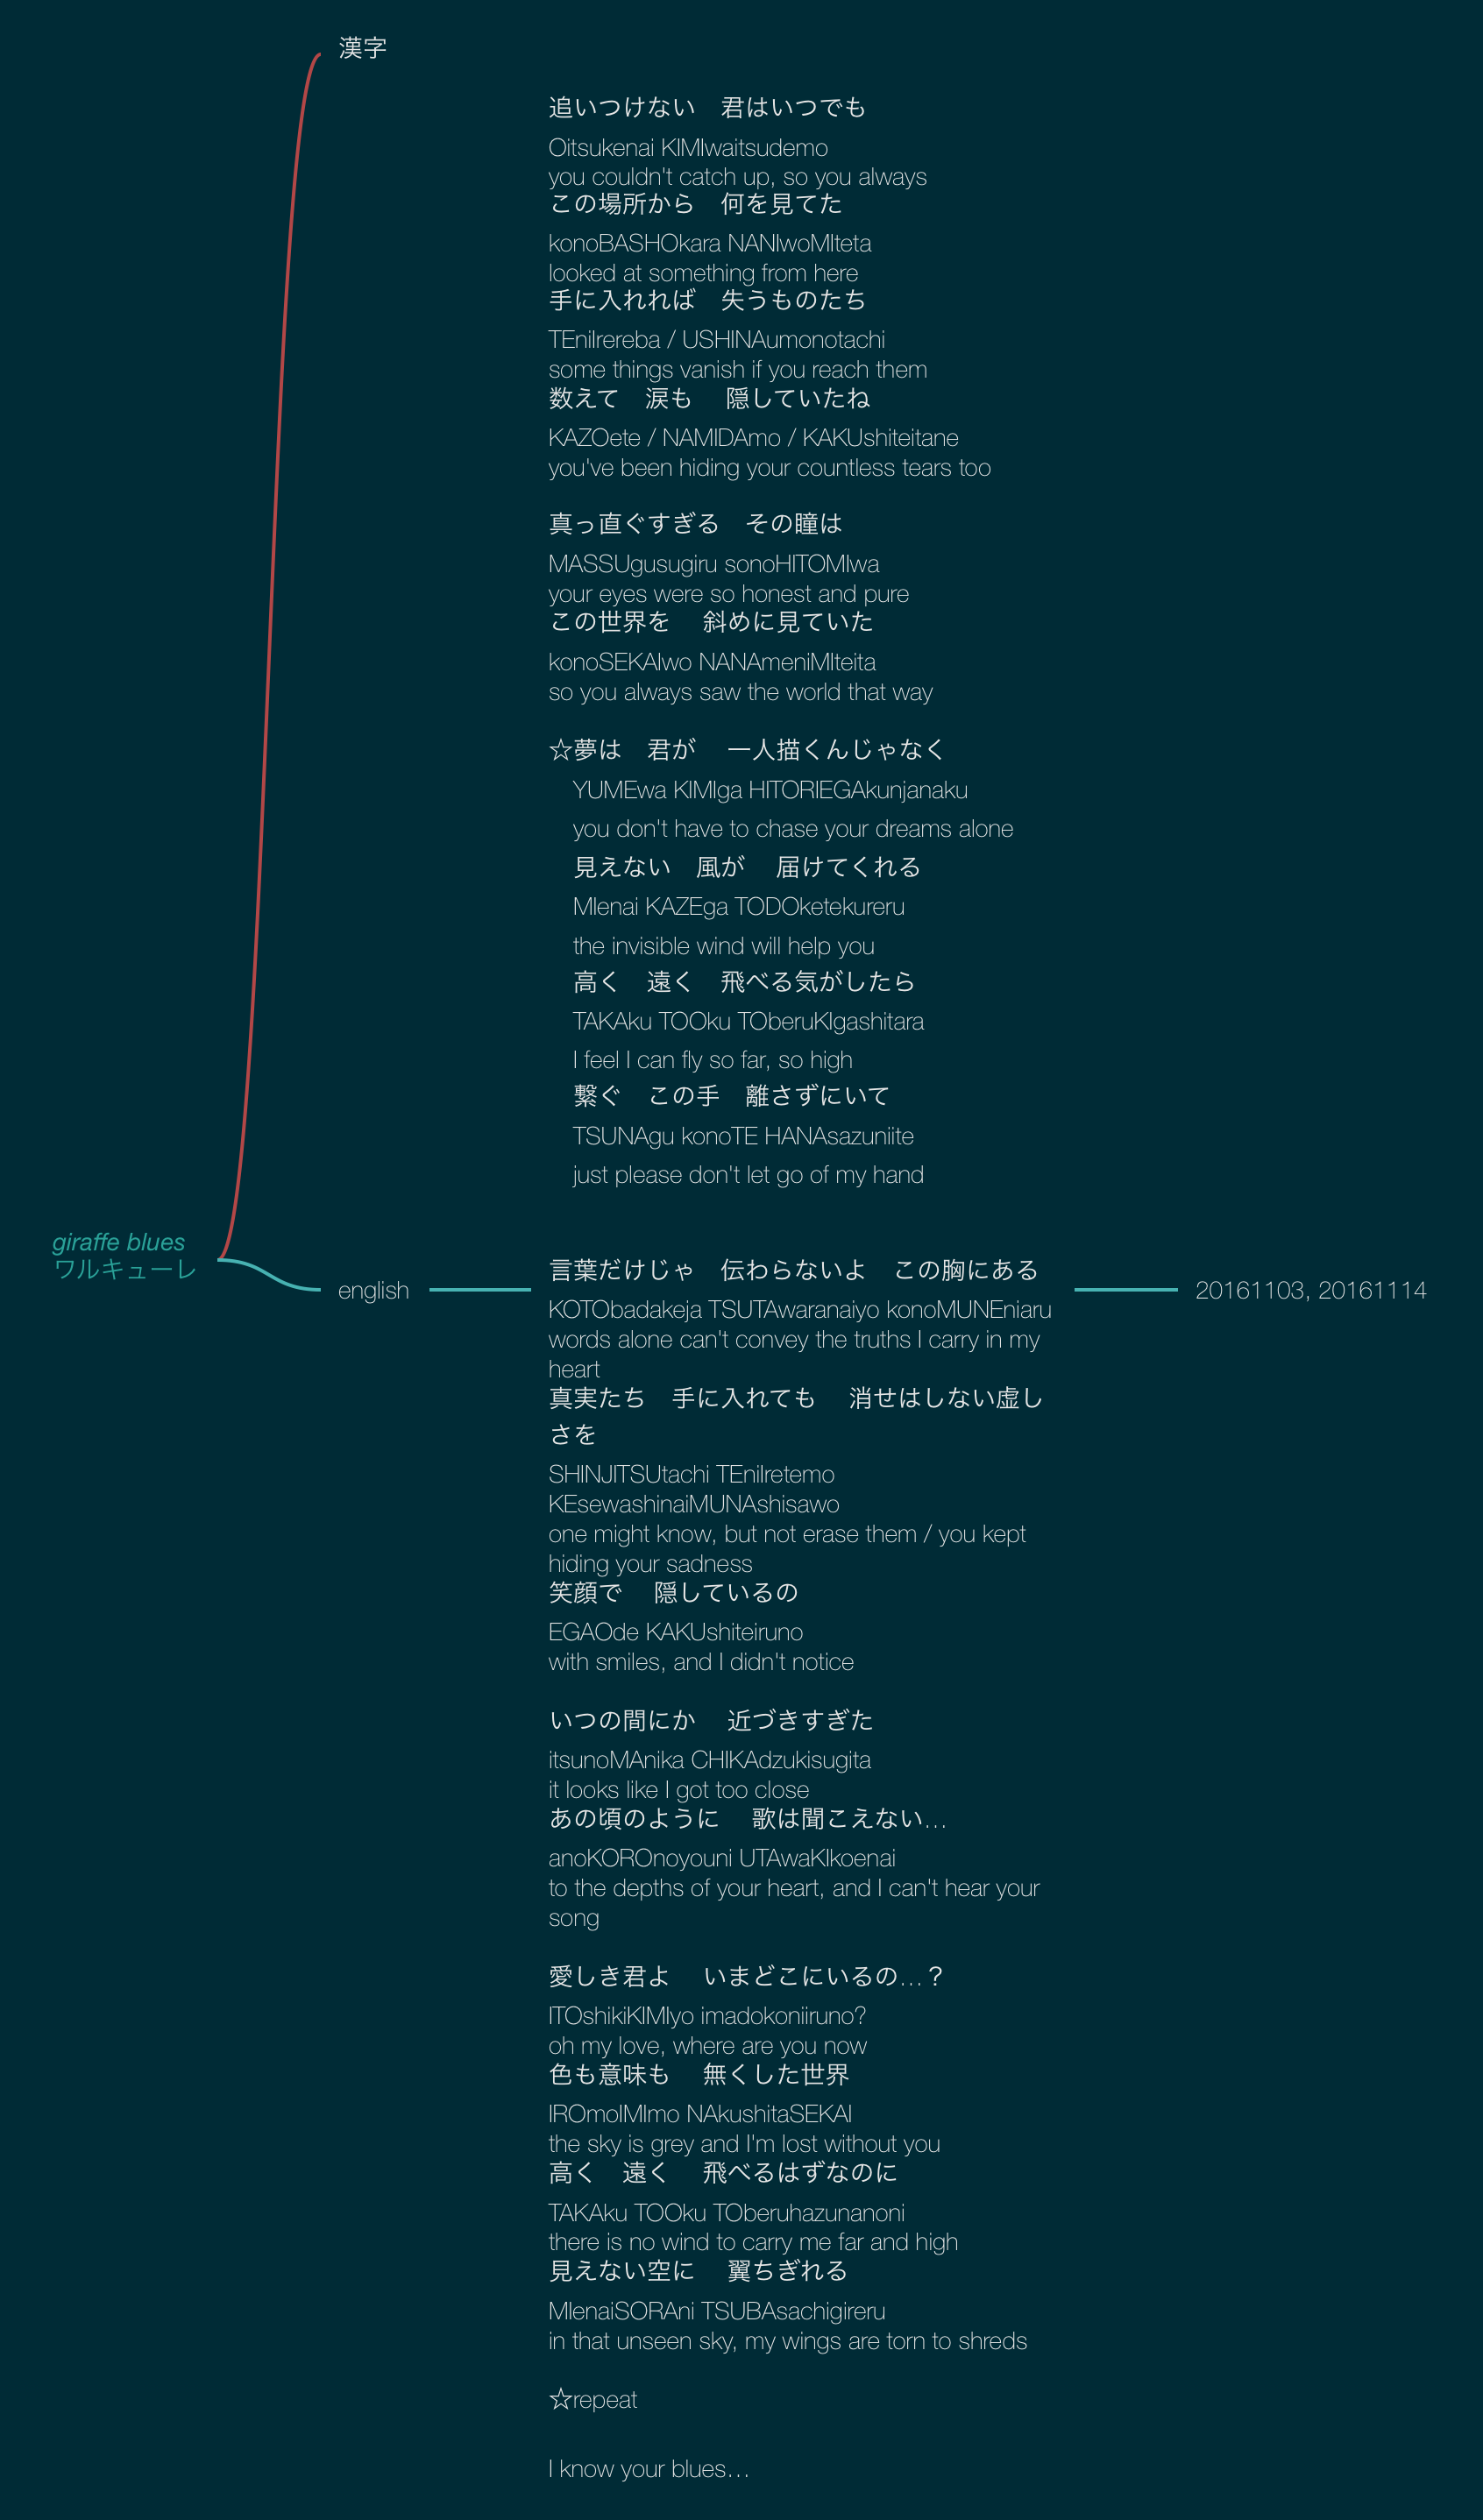 漢字
追いつけない　君はいつでも
Oitsukenai KIMIwaitsudemo
you couldn't catch up, so you always
この場所から　何を見てた
konoBASHOkara NANIwoMIteta
looked at something from here
手に入れれば　失うものたち
TEniIrereba / USHINAumonotachi
some things vanish if you reach them
数えて　涙も　隠していたね
KAZOete / NAMIDAmo / KAKUshiteitane
you've been hiding your countless tears too
真っ直ぐすぎる　その瞳は
MASSUgusugiru sonoHITOMIwa
your eyes were so honest and pure
この世界を　斜めに見ていた
konoSEKAIwo NANAmeniMIteita
so you always saw the world that way
☆夢は　君が　一人描くんじゃなく
YUMEwa KIMIga HITORIEGAkunjanaku
you don't have to chase your dreams alone
見えない　風が　届けてくれる
MIenai KAZEga TODOketekureru
the invisible wind will help you
高く　遠く　飛べる気がしたら
TAKAku TOOku TOberuKIgashitara
I feel I can fly so far, so high
繋ぐ　この手　離さずにいて
TSUNAgu konoTE HANAsazuniite
just please don't let go of my hand
giraffe blues
ワルキューレ
english
言葉だけじゃ　伝わらないよ　この胸にある
KOTObadakeja TSUTAwaranaiyo konoMUNEniaru
words alone can't convey the truths I carry in my
heart
真実たち　手に入れても　消せはしない虚し
さを
SHINJITSUtachi TEniIretemo
KEsewashinaiMUNAshisawo
one might know, but not erase them / you kept
hiding your sadness
笑顔で　隠しているの
EGAOde KAKUshiteiruno
with smiles, and I didn't notice
いつの間にか　近づきすぎた
itsunoMAnika CHIKAdzukisugita
it looks like I got too close
あの頃のように　歌は聞こえない…
anoKOROnoyouni UTAwaKIkoenai
to the depths of your heart, and I can't hear your
song
愛しき君よ　いまどこにいるの…？
ITOshikiKIMIyo imadokoniiruno?
oh my love, where are you now
色も意味も　無くした世界
IROmoIMImo NAkushitaSEKAI
the sky is grey and I'm lost without you
高く　遠く　飛べるはずなのに
TAKAku TOOku TOberuhazunanoni
there is no wind to carry me far and high
見えない空に　翼ちぎれる
MIenaiSORAni TSUBAsachigireru
in that unseen sky, my wings are torn to shreds
☆repeat
I know your blues…
20161103, 20161114